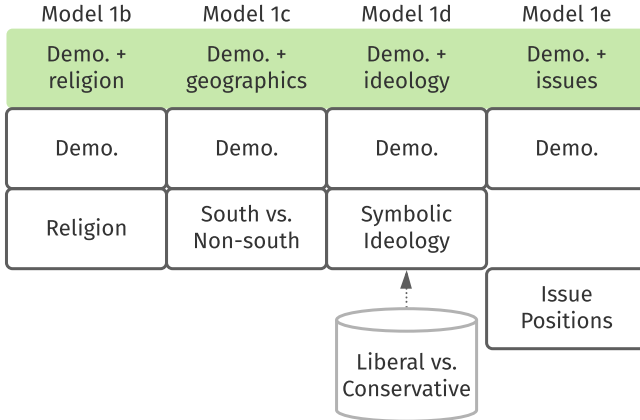 Model 1b
Model 1c
Model 1d
Model 1e
Demo. +
religion
Demo. +
geographics
Demo. +
ideology
Demo. +
issues
Demo.
Demo.
Demo.
Demo.
Religion
South vs.
Non-south
Symbolic
Ideology
Issue
Positions
Liberal vs.
Conservative